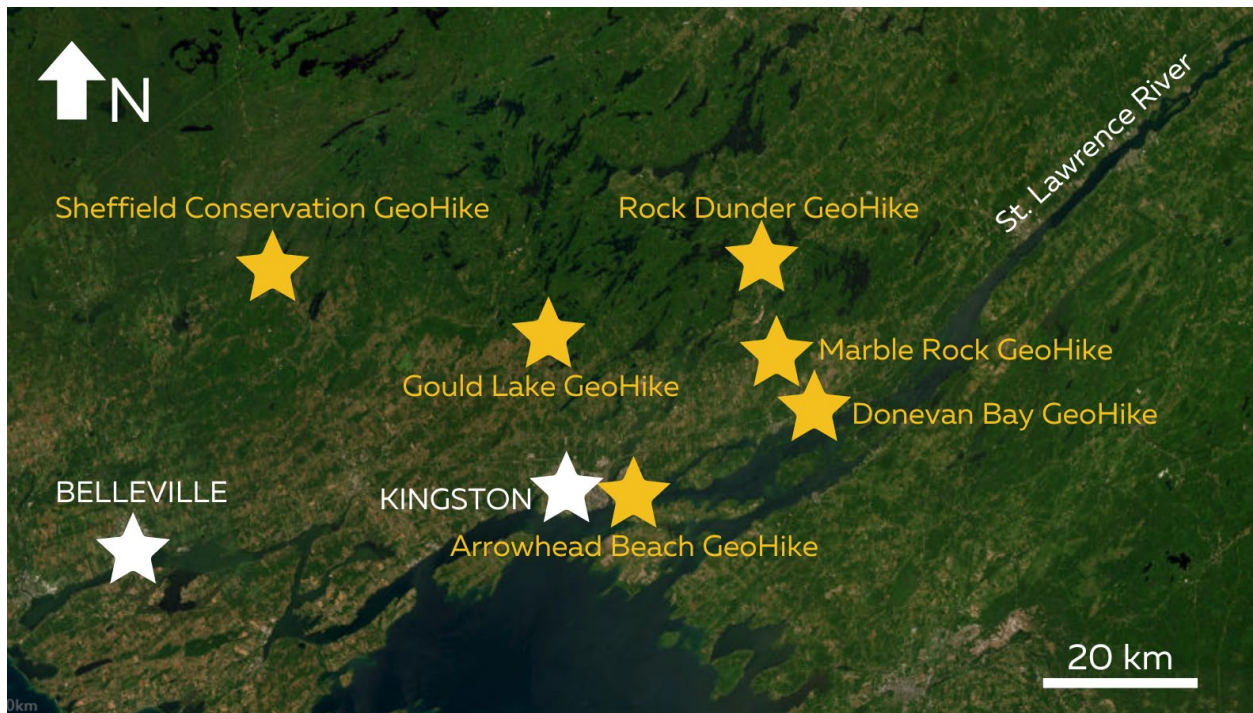 N
St. Lawrence River
Sheffield Conservation GeoHike
Rock Dunder GeoHike
Marble Rock GeoHike
Gould Lake GeoHike
Donevan Bay GeoHike
BELLEVILLE
KINGSTON
Arrowhead Beach GeoHike
20 km
0km